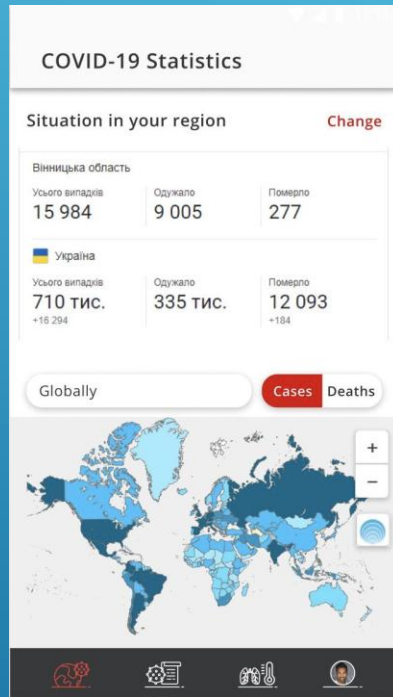 COVID-19 Statistics
Situation in your region Change
Вінницька область
Усього випадків Одужало Померло
15 984 9 005 277
Україна
Усього випадків Одужало Померло
710 тис. 335 тис. 12 093
+16 294 +184
Globally Cases Deaths
+
−